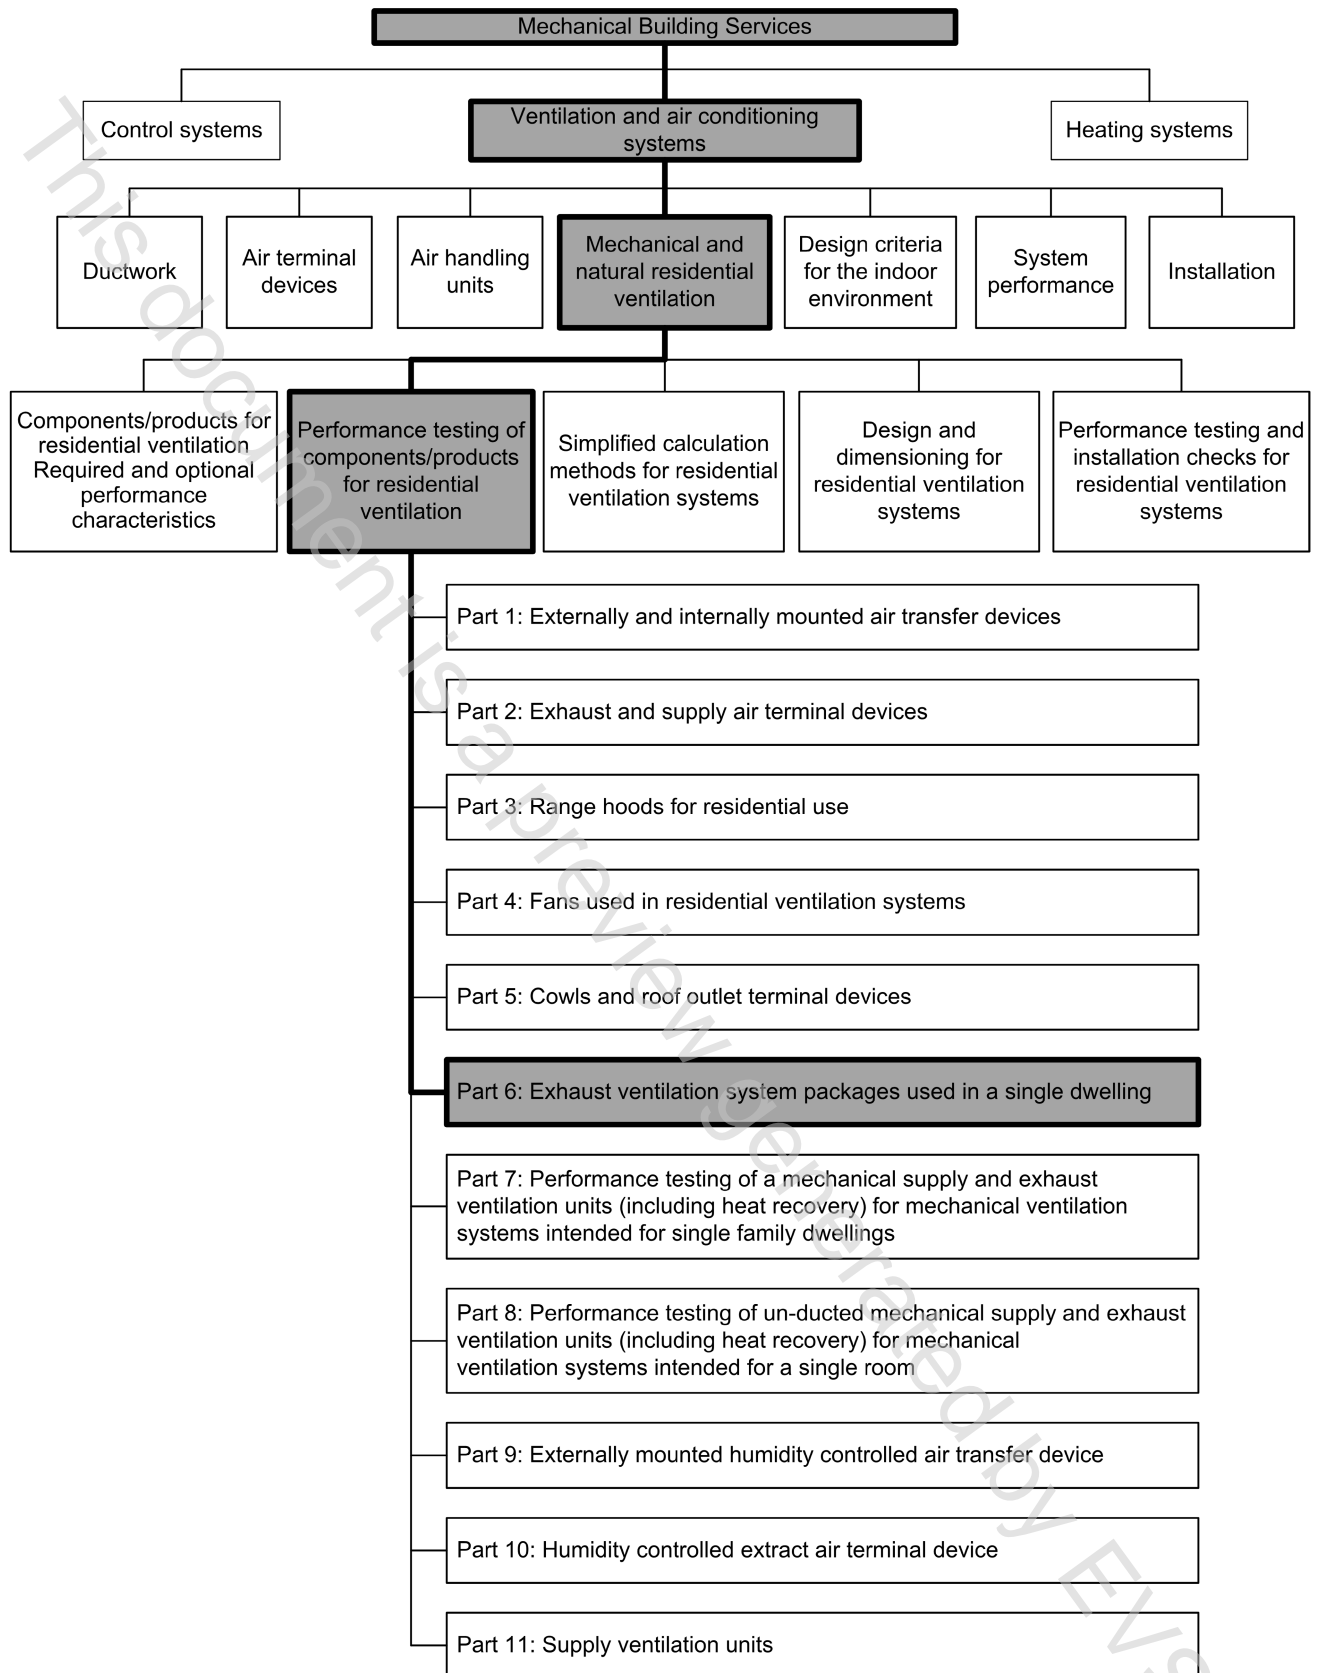 Mechanical Building Services
Control systems
Ventilation and air conditioning
systems
Heating systems
Ductwork
Air terminal
devices
Air handling
units
Mechanical and
natural residential
ventilation
Design criteria
for the indoor
environment
System
performance
Installation
Components/products for
residential ventilation
Required and optional
performance
characteristics
Performance testing of
components/products
for residential
ventilation
Simplified calculation
methods for residential
ventilation systems
Design and
dimensioning for
residential ventilation
systems
Performance testing and
installation checks for
residential ventilation
systems
Part 1: Externally and internally mounted air transfer devices
Part 2: Exhaust and supply air terminal devices
Part 3: Range hoods for residential use
Part 4: Fans used in residential ventilation systems
Part 5: Cowls and roof outlet terminal devices
Part 6: Exhaust ventilation system packages used in a single dwelling
Part 7: Performance testing of a mechanical supply and exhaust
ventilation units (including heat recovery) for mechanical ventilation
systems intended for single family dwellings
Part 8: Performance testing of un-ducted mechanical supply and exhaust
ventilation units (including heat recovery) for mechanical
ventilation systems intended for a single room
Part 9: Externally mounted humidity controlled air transfer device
Part 10: Humidity controlled extract air terminal device
Part 11: Supply ventilation units
This document is a preview generated by EVS